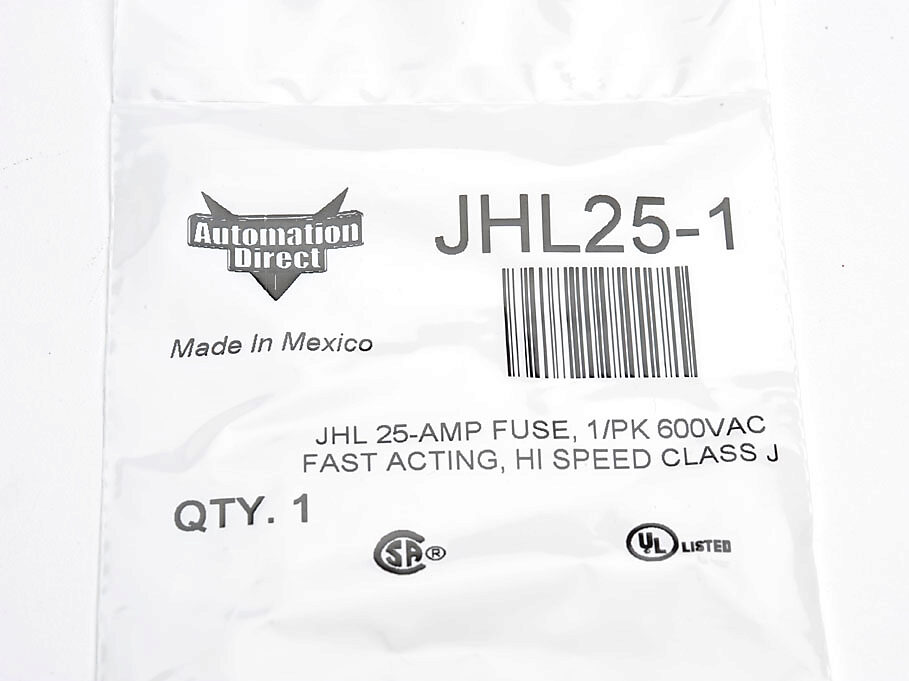 Automation
Direct
JHL25-1
Made In Mexico
JHL 25-AMP FUSE, 1/PK 600VAC
FAST ACTING, HI SPEED CLASS J
QTY. 1
SA®
UL LISTED